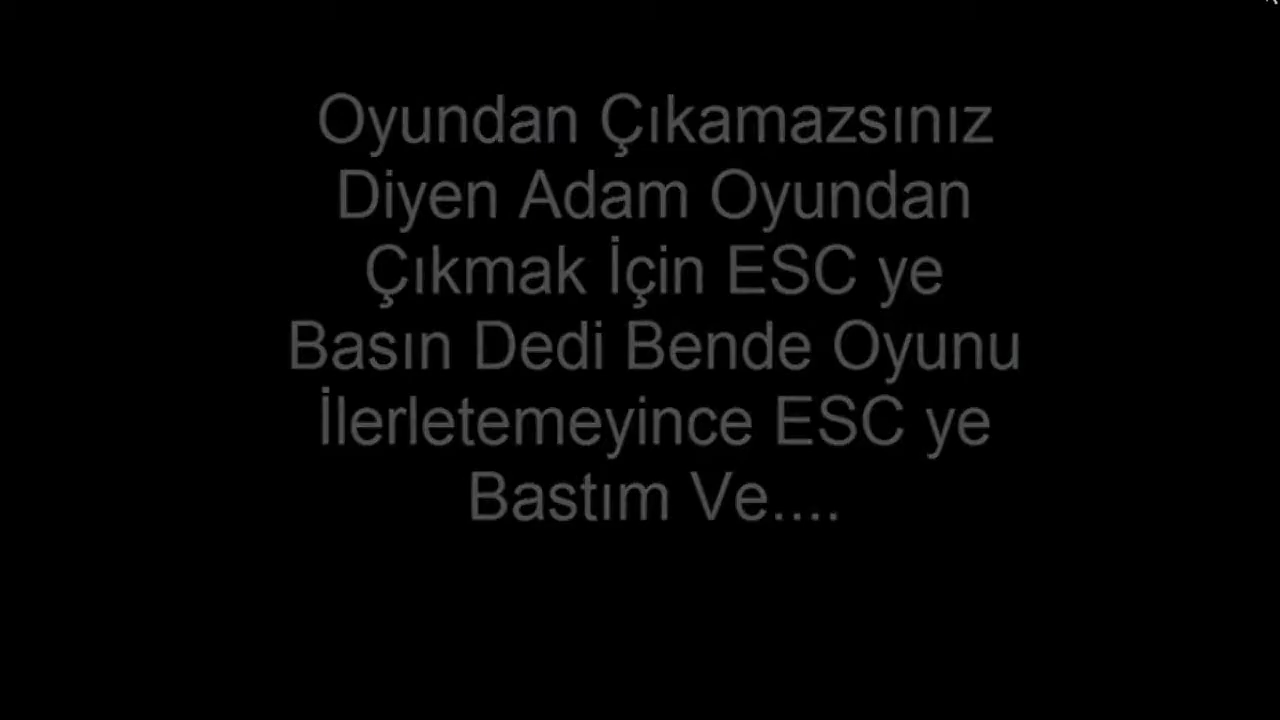 Oyundan Çıkamazsınız
Diyen Adam Oyundan
Çıkmak İçin ESC ye
Basın Dedi Bende Oyunu
İlerletemeyince ESC ye
Bastım Ve....